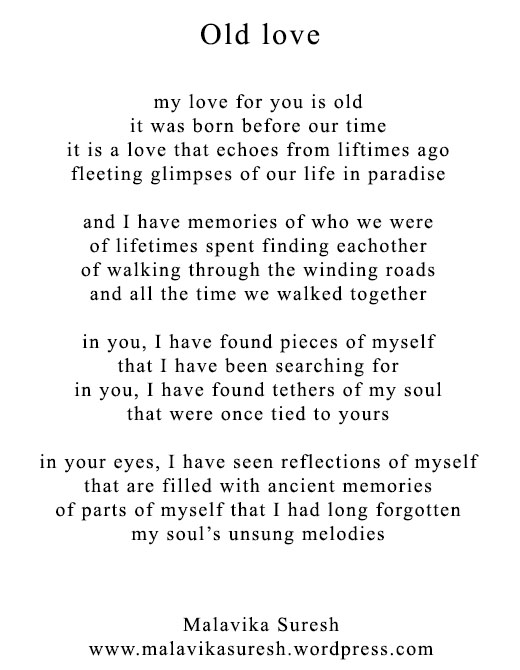 Old love
my love for you is old
it was born before our time
it is a love that echoes from liftimes ago
fleeting glimpses of our life in paradise
and I have memories of who we were
of lifetimes spent finding eachother
of walking through the winding roads
and all the time we walked together
in you, I have found pieces of myself
that I have been searching for
in you, I have found tethers of my soul
that were once tied to yours
in your eyes, I have seen reflections of myself
that are filled with ancient memories
of parts of myself that I had long forgotten
my soul’s unsung melodies
Malavika Suresh
www.malavikasuresh.wordpress.com